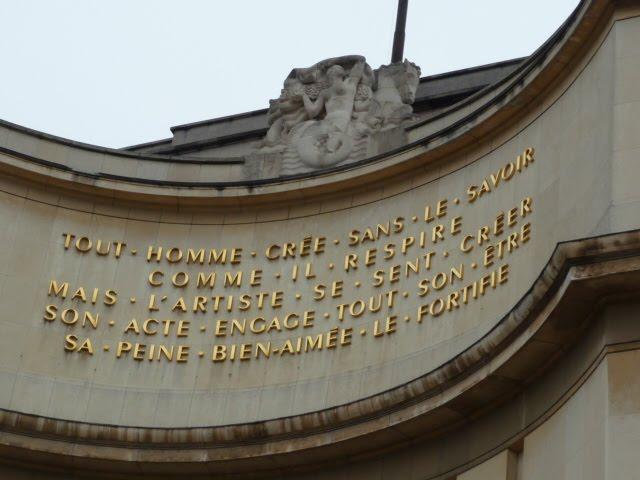 TOUT · HOMME · CRÉE · SANS · LE · SAVOIR
COMME · IL · RESPIRE
MAIS · L'ARTISTE · SE · SENT · CRÉER
SON · ACTE · ENGAGE · TOUT · SON · ÊTRE
SA · PEINE · BIEN-AIMÉE · LE · FORTIFIE